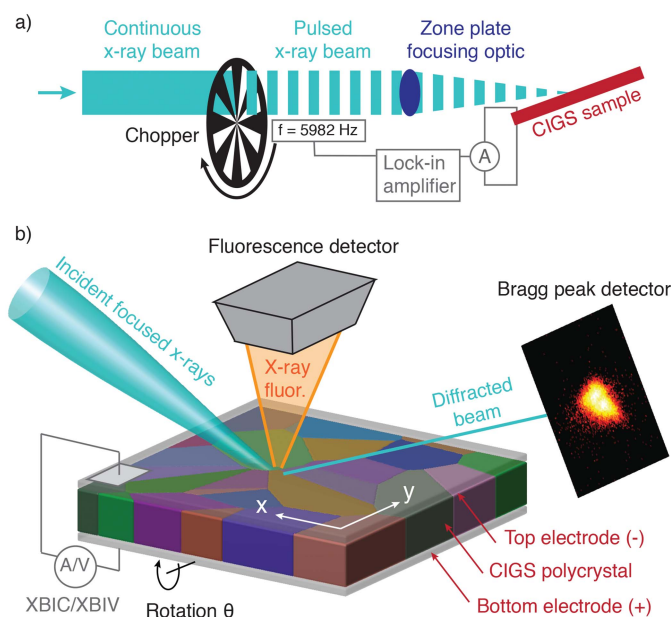 a)
Continuous
x-ray beam
Pulsed
x-ray beam
Zone plate
focusing optic
Chopper
f = 5982 Hz
Lock-in
amplifier
A
CIGS sample
b)
Fluorescence detector
Incident focused x-rays
X-ray
fluor.
Bragg peak detector
Diffracted
beam
x
y
A/V
XBIC/XBIV
Rotation θ
Top electrode (-)
CIGS polycrystal
Bottom electrode (+)